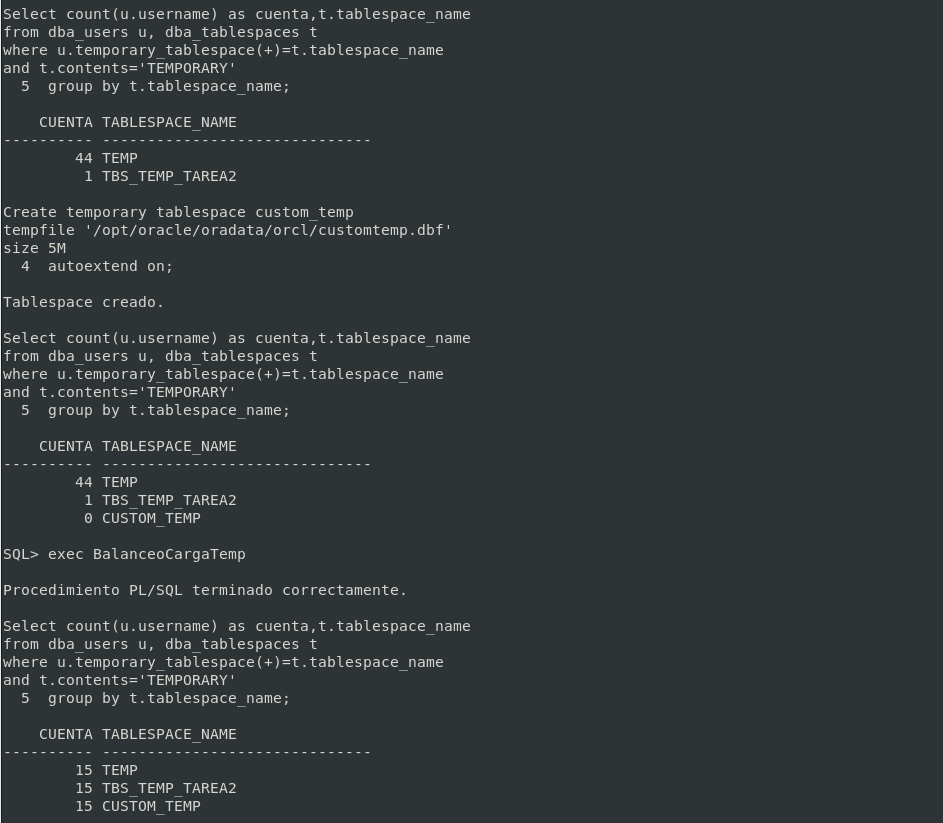 Select count(u.username) as cuenta,t.tablespace_name
from dba_users u, dba_tablespaces t
where u.temporary_tablespace(+)=t.tablespace_name
and t.contents='TEMPORARY'
  5  group by t.tablespace_name;

    CUENTA TABLESPACE_NAME
---------- ------------------------------
        44 TEMP
         1 TBS_TEMP_TAREA2

Create temporary tablespace custom_temp
tempfile '/opt/oracle/oradata/orcl/customtemp.dbf'
size 5M
  4  autoextend on;

Tablespace creado.

Select count(u.username) as cuenta,t.tablespace_name
from dba_users u, dba_tablespaces t
where u.temporary_tablespace(+)=t.tablespace_name
and t.contents='TEMPORARY'
  5  group by t.tablespace_name;

    CUENTA TABLESPACE_NAME
---------- ------------------------------
        44 TEMP
         1 TBS_TEMP_TAREA2
         0 CUSTOM_TEMP

SQL> exec BalanceoCargaTemp

Procedimiento PL/SQL terminado correctamente.

Select count(u.username) as cuenta,t.tablespace_name
from dba_users u, dba_tablespaces t
where u.temporary_tablespace(+)=t.tablespace_name
and t.contents='TEMPORARY'
  5  group by t.tablespace_name;

    CUENTA TABLESPACE_NAME
---------- ------------------------------
        15 TEMP
        15 TBS_TEMP_TAREA2
        15 CUSTOM_TEMP